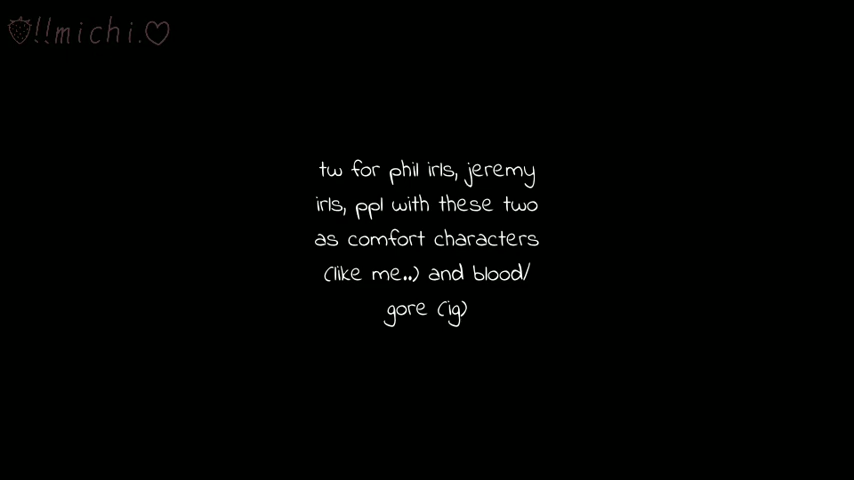 !!michi.
tw for phil irls, jeremy
irls, ppl with these two
as comfort characters
(like me..) and blood/
gore (ig)